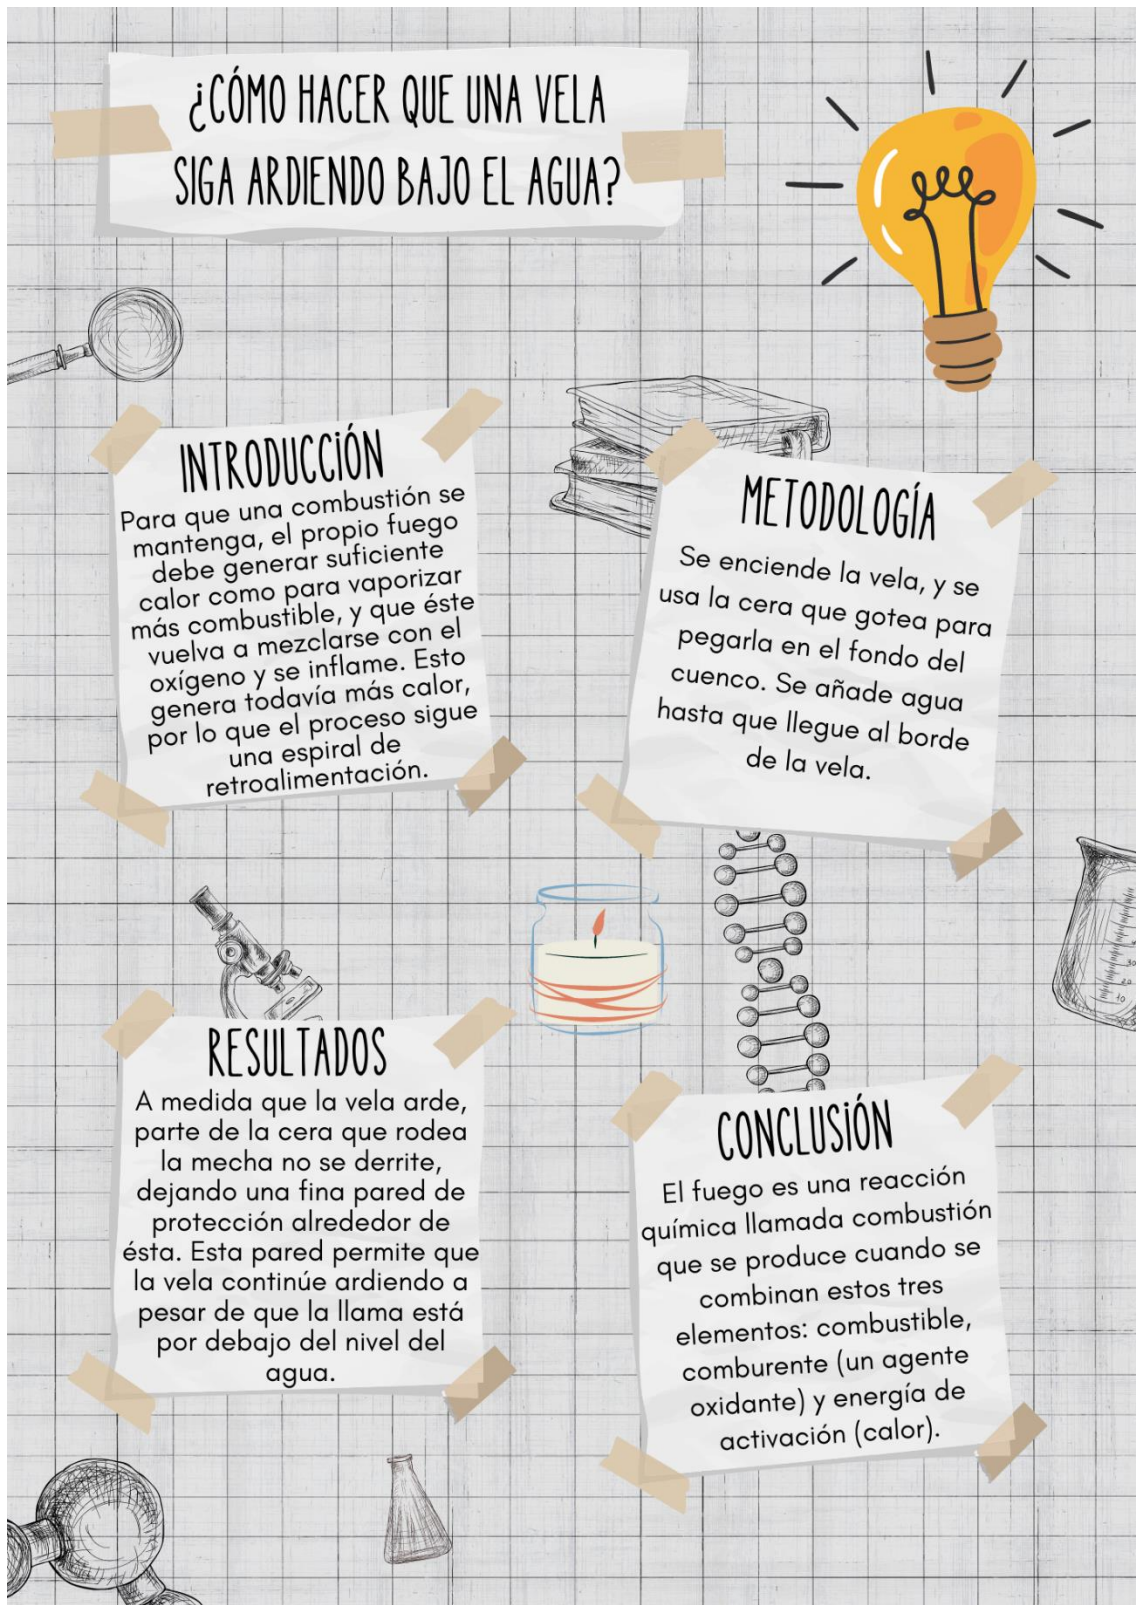 ¿CÓMO HACER QUE UNA VELA
SIGA ARDIENDO BAJO EL AGUA?
INTRODUCCIÓN
Para que una combustión se
mantenga, el propio fuego
debe generar suficiente
calor como para vaporizar
más combustible, y que éste
vuelva a mezclarse con el
oxígeno y se inflame. Esto
genera todavía más calor,
por lo que el proceso sigue
una espiral de
retroalimentación.
METODOLOGÍA
Se enciende la vela, y se
usa la cera que gotea para
pegarla en el fondo del
cuenco. Se añade agua
hasta que llegue al borde
de la vela.
RESULTADOS
A medida que la vela arde,
parte de la cera que rodea
la mecha no se derrite,
dejando una fina pared de
protección alrededor de
ésta. Esta pared permite que
la vela continúe ardiendo a
pesar de que la llama está
por debajo del nivel del
agua.
CONCLUSIÓN
El fuego es una reacción
química llamada combustión
que se produce cuando se
combinan estos tres
elementos: combustible,
comburente (un agente
oxidante) y energía de
activación (calor).
30
20
10